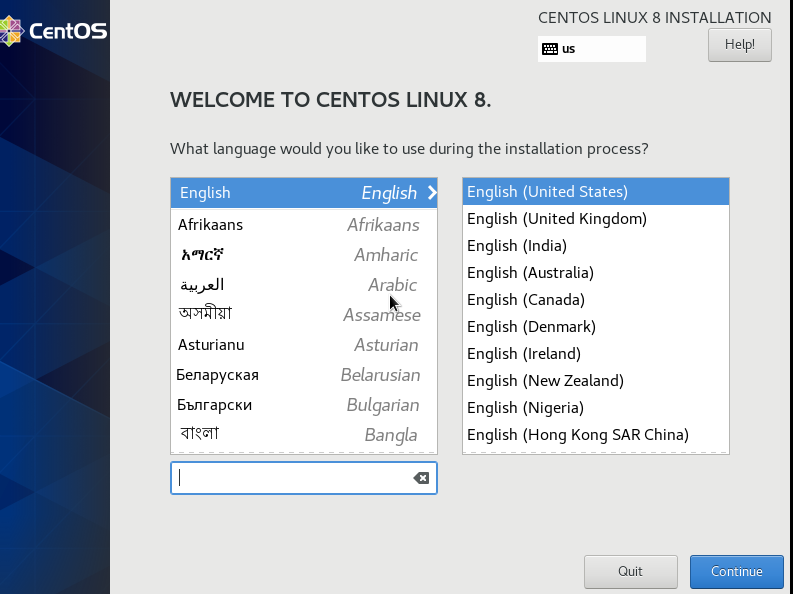 CentOS
CENTOS LINUX 8 INSTALLATION
us
Help!
WELCOME TO CENTOS LINUX 8.
What language would you like to use during the installation process?
English English
Afrikaans Afrikaans
አማርኛ Amharic
العربية Arabic
অসমীয়া Assamese
Asturianu Asturian
Беларуская Belarusian
Български Bulgarian
বাংলা Bangla
English (United States)
English (United Kingdom)
English (India)
English (Australia)
English (Canada)
English (Denmark)
English (Ireland)
English (New Zealand)
English (Nigeria)
English (Hong Kong SAR China)
Quit
Continue